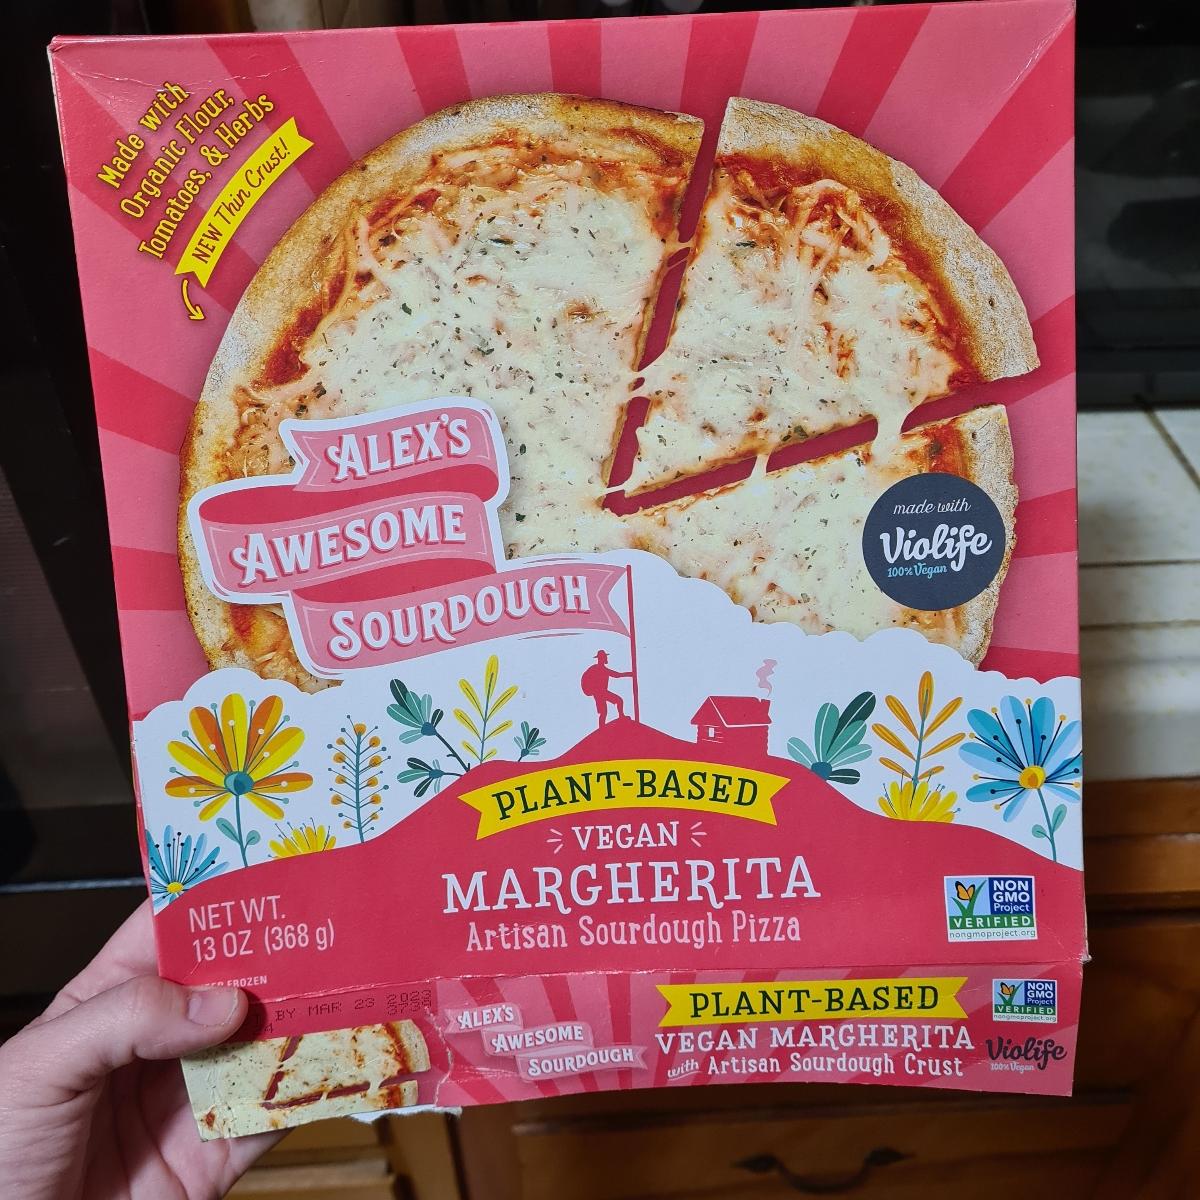 Made with
Organic Flour,
Tomatoes, & Herbs
NEW Thin Crust!
ALEX'S
AWESOME
SOURDOUGH
made with
Violife
100% Vegan
PLANT-BASED
VEGAN
MARGHERITA
Artisan Sourdough Pizza
NET WT.
13 OZ (368 g)
NON
GMO
Project
VERIFIED
nongmoproject.org
FROZEN
BY MAR 23 2023
ALEX'S
AWESOME
SOURDOUGH
PLANT-BASED
VEGAN MARGHERITA
with Artisan Sourdough Crust
NON
GMO
Project
VERIFIED
nongmoproject.org
Violife
100% Vegan